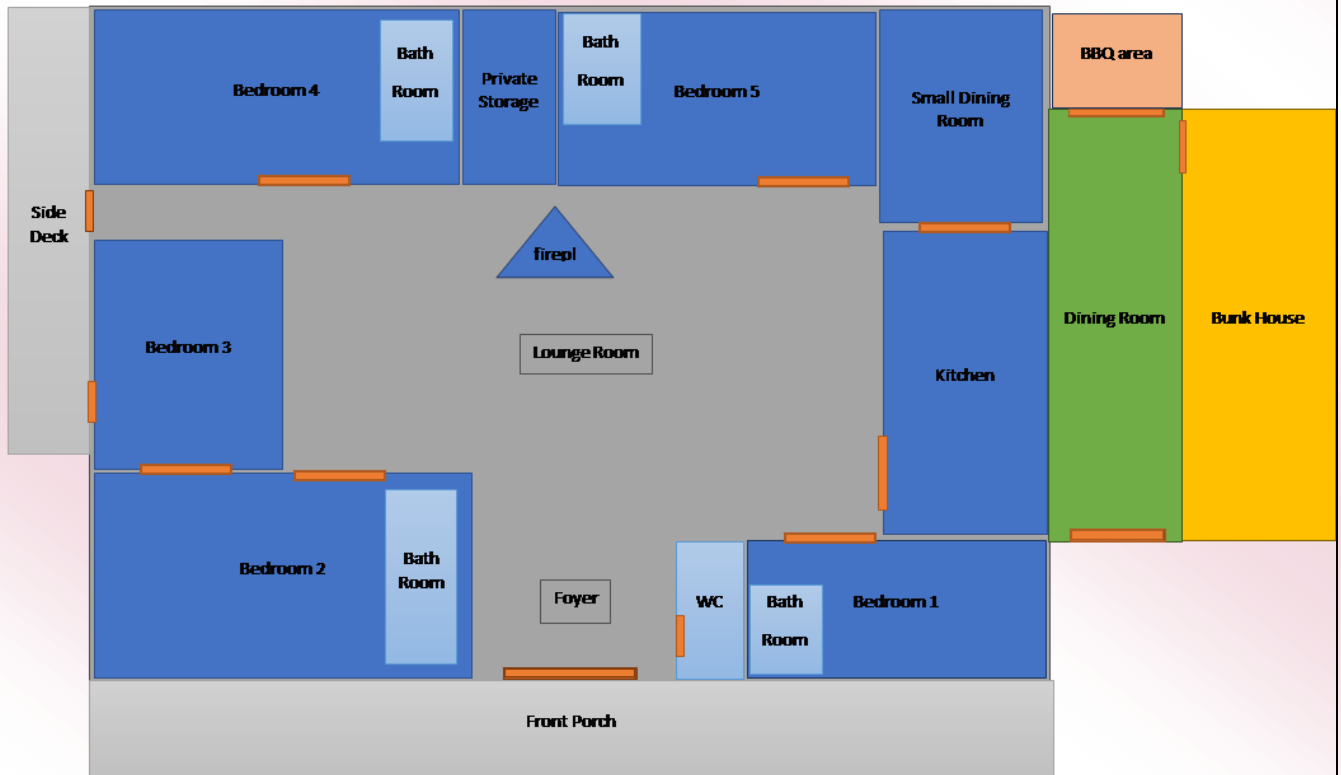 Bedroom 4
Bath
Room
Private
Storage
Bath
Room
Bedroom 5
Small Dining
Room
BBQ area
Side
Deck
firepl
Bedroom 3
Lounge Room
Kitchen
Dining Room
Bunk House
Bedroom 2
Bath
Room
Foyer
WC
Bath
Room
Bedroom 1
Front Porch